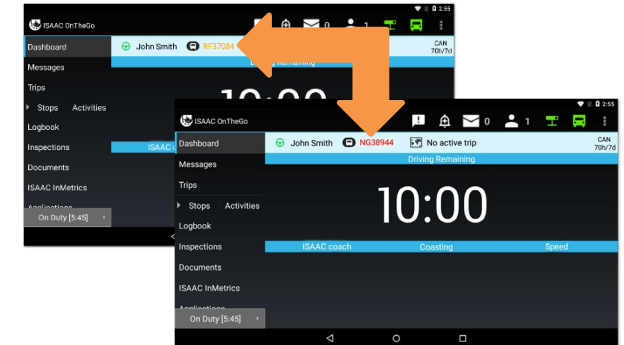 2:55
ISAAC OnTheGo
0
1
Dashboard
John Smith
RF37084
CAN
70h/7d
Messages
Trips
Stops Activities
Logbook
Inspections
Documents
ISAAC InMetrics
Applications
On Duty [5:45]
2:55
ISAAC OnTheGo
0
1
Dashboard
John Smith
NG38944
No active trip
CAN
70h/7d
Driving Remaining
Messages
Trips
Stops Activities
10:00
Logbook
Inspections
ISAAC coach
Coasting
Speed
Documents
ISAAC InMetrics
Applications
On Duty [5:45]